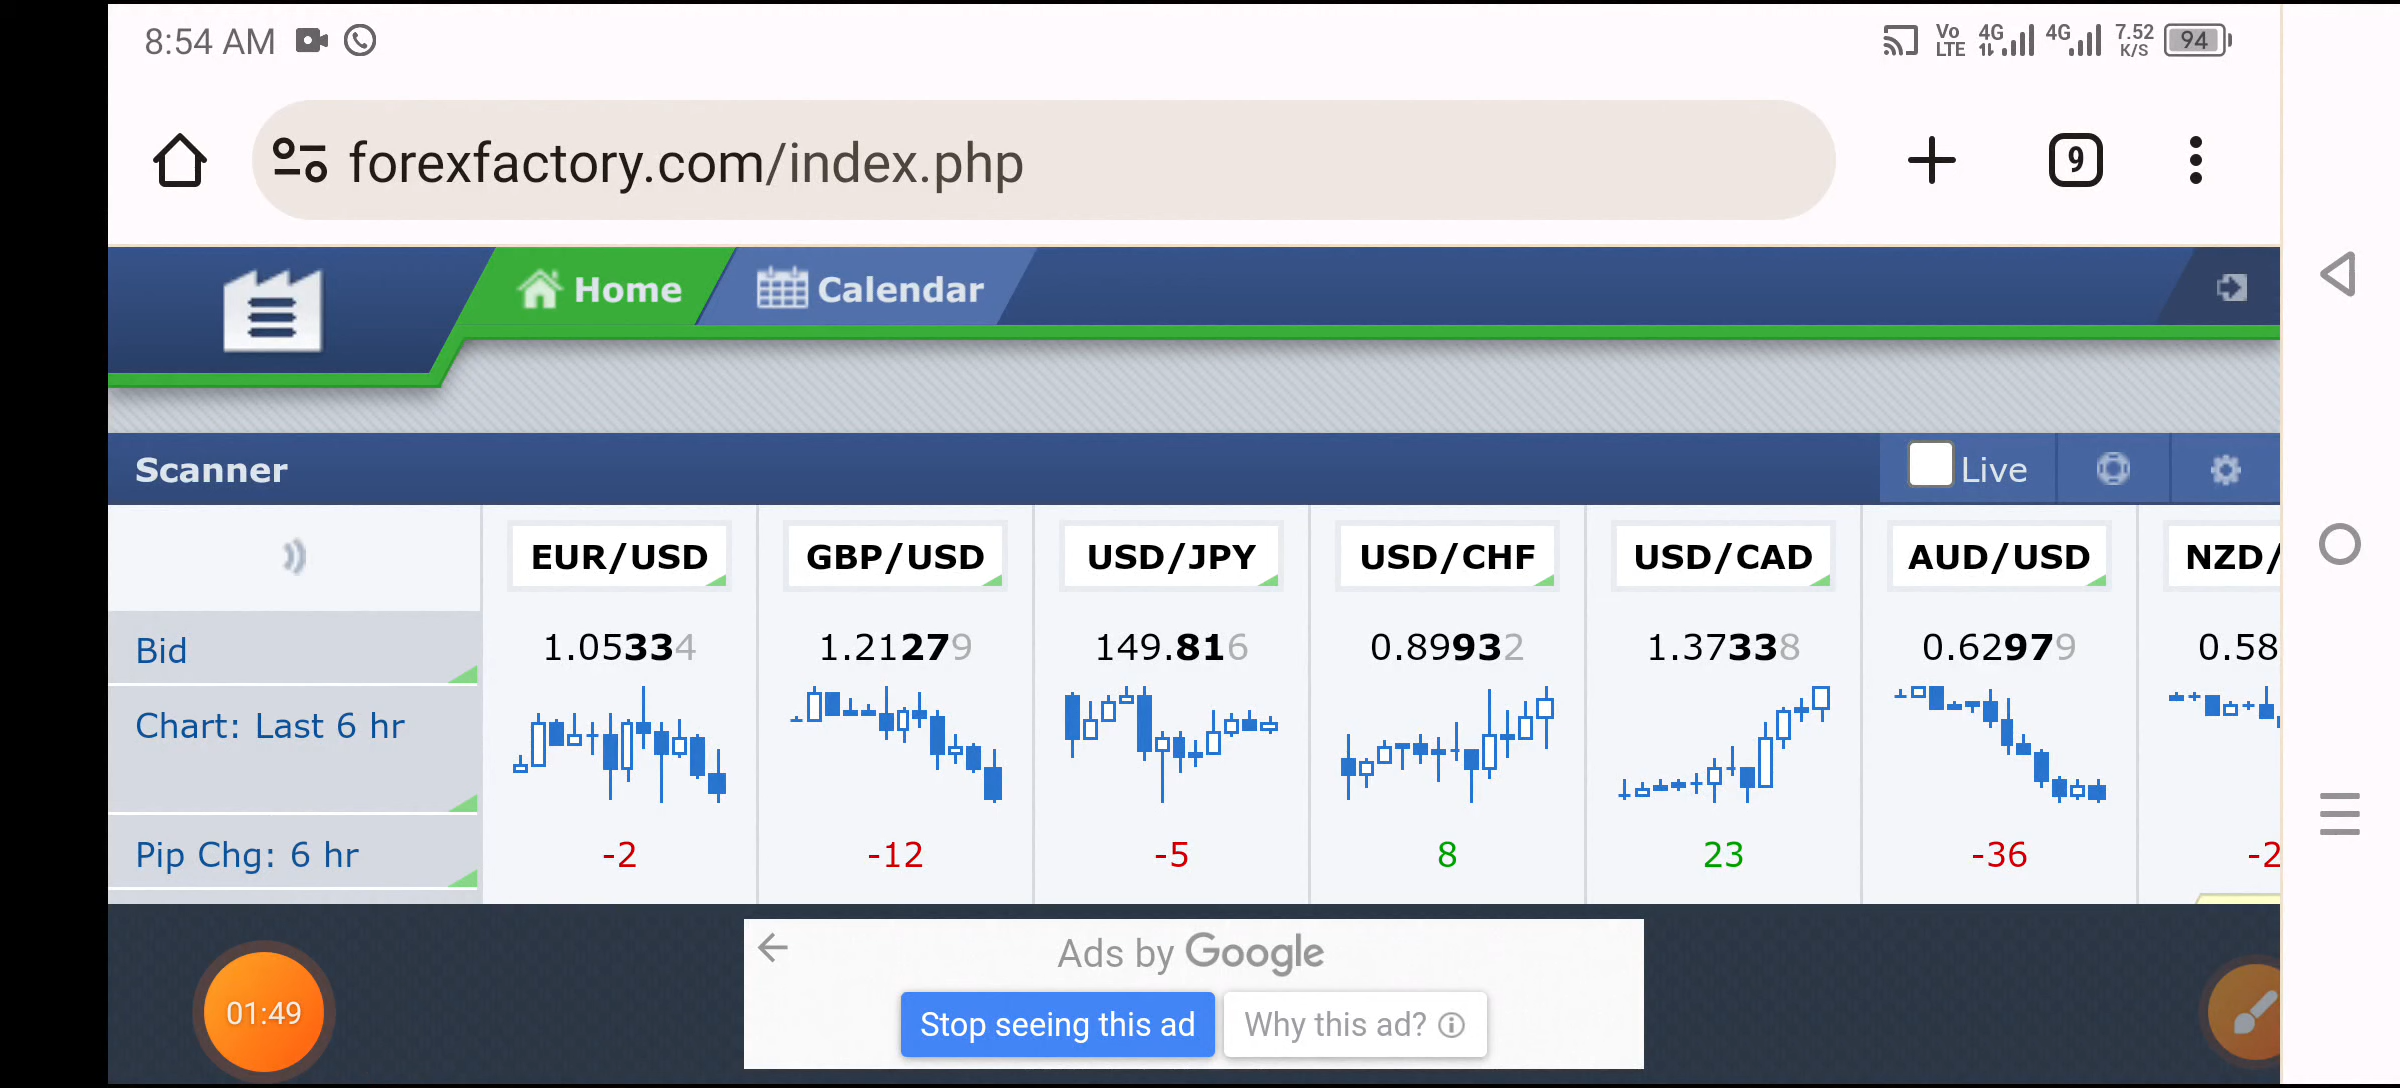 8:54 AM Vo LTE 4G 4G 7.52 K/S 94
forexfactory.com/index.php 9
Home Calendar
Scanner Live
EUR/USD GBP/USD USD/JPY USD/CHF USD/CAD AUD/USD NZD/
Bid 1.05334 1.21279 149.816 0.89932 1.37338 0.62979 0.58
Chart: Last 6 hr
Pip Chg: 6 hr -2 -12 -5 8 23 -36 -2
Ads by Google
01:49 Stop seeing this ad Why this ad?